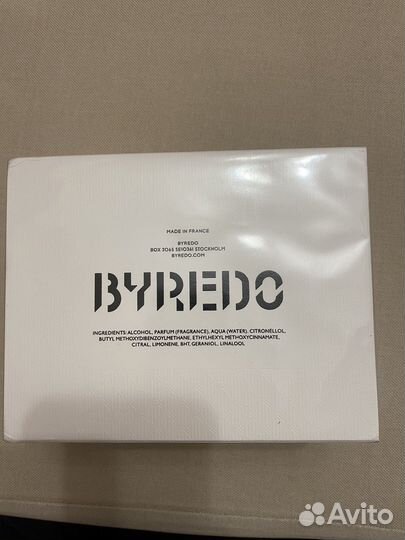 MADE IN FRANCE
BYREDO
BOX 3065 SE10361 STOCKHOLM
BYREDO.COM
BYREDO
INGREDIENTS: ALCOHOL, PARFUM (FRAGRANCE), AQUA (WATER), CITRONELLOL,
BUTYL METHOXYDIBENZOYLMETHANE, ETHYLHEXYL METHOXYCINNAMATE,
CITRAL, LIMONENE, BHT, GERANIOL, LINALOOL
Avito